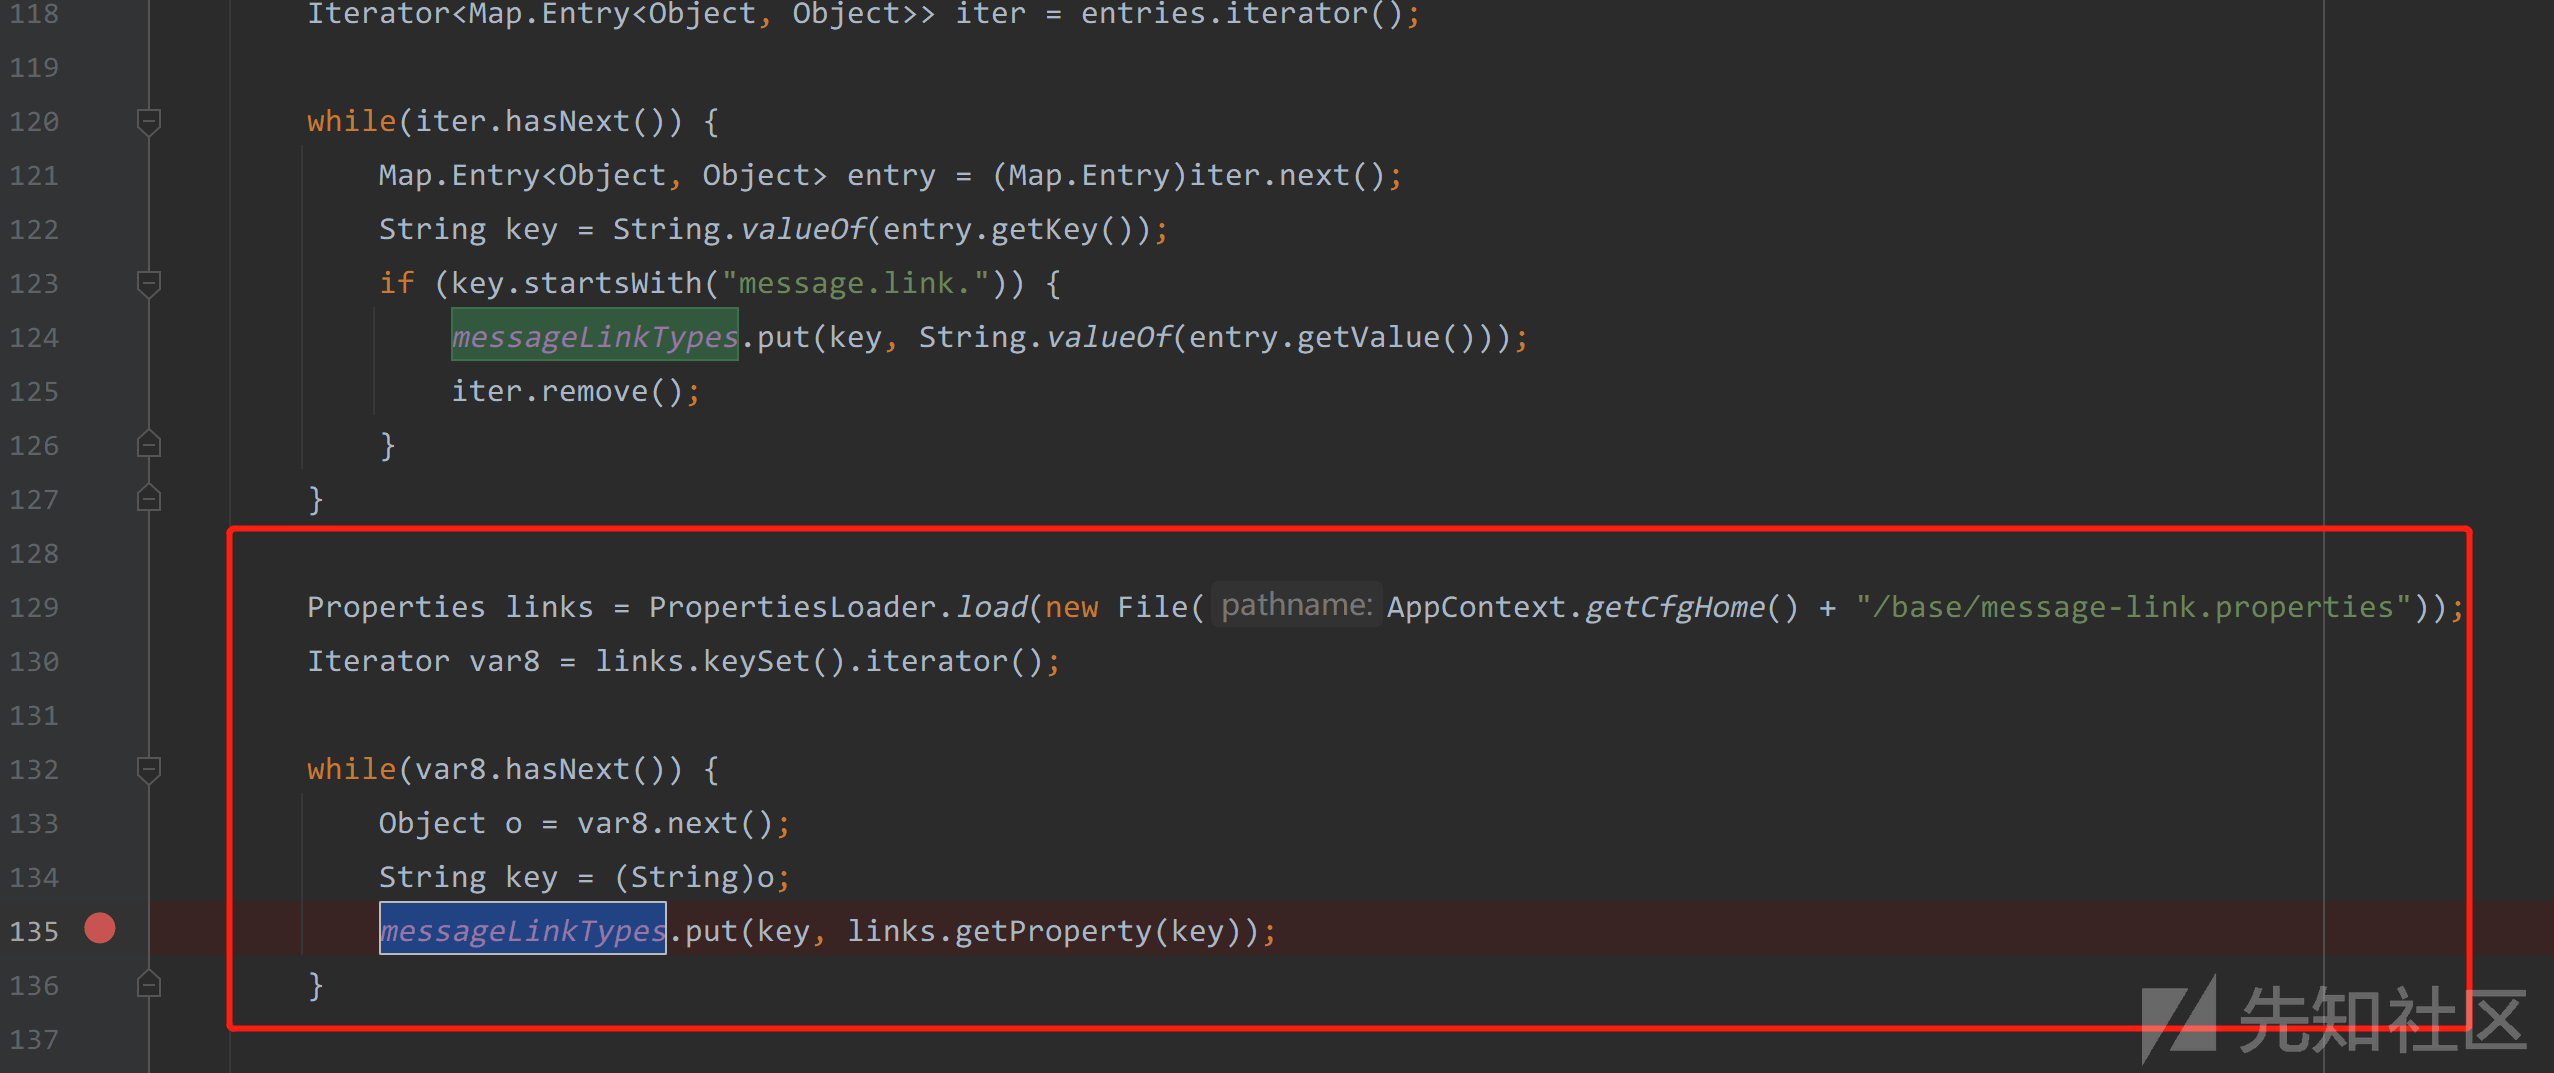 118 Iterator<Map.Entry<Object, Object>> iter = entries.iterator();
119
120 while(iter.hasNext()) {
121 Map.Entry<Object, Object> entry = (Map.Entry)iter.next();
122 String key = String.valueOf(entry.getKey());
123 if (key.startsWith("message.link.")) {
124 messageLinkTypes.put(key, String.valueOf(entry.getValue()));
125 iter.remove();
126 }
127 }
128
129 Properties links = PropertiesLoader.load(new File( pathname: AppContext.getCfgHome() + "/base/message-link.properties"));
130 Iterator var8 = links.keySet().iterator();
131
132 while(var8.hasNext()) {
133 Object o = var8.next();
134 String key = (String)o;
135 messageLinkTypes.put(key, links.getProperty(key));
136 }
137
先知社区